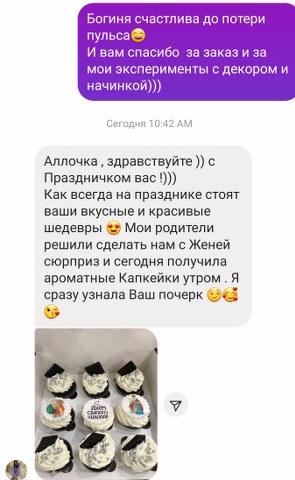 Богиня счастлива до потери
пульса😅
И вам спасибо за заказ и за
мои эксперименты с декором и
начинкой)))
Сегодня 10:42 AM
Аллочка , здравствуйте )) с
Праздничком вас !)))
Как всегда на празднике стоят
ваши вкусные и красивые
шедевры 😍 Мои родители
решили сделать нам с Женей
сюрприз и сегодня получила
ароматные Капкейки утром . Я
сразу узнала Ваш почерк 😉🥰
😘